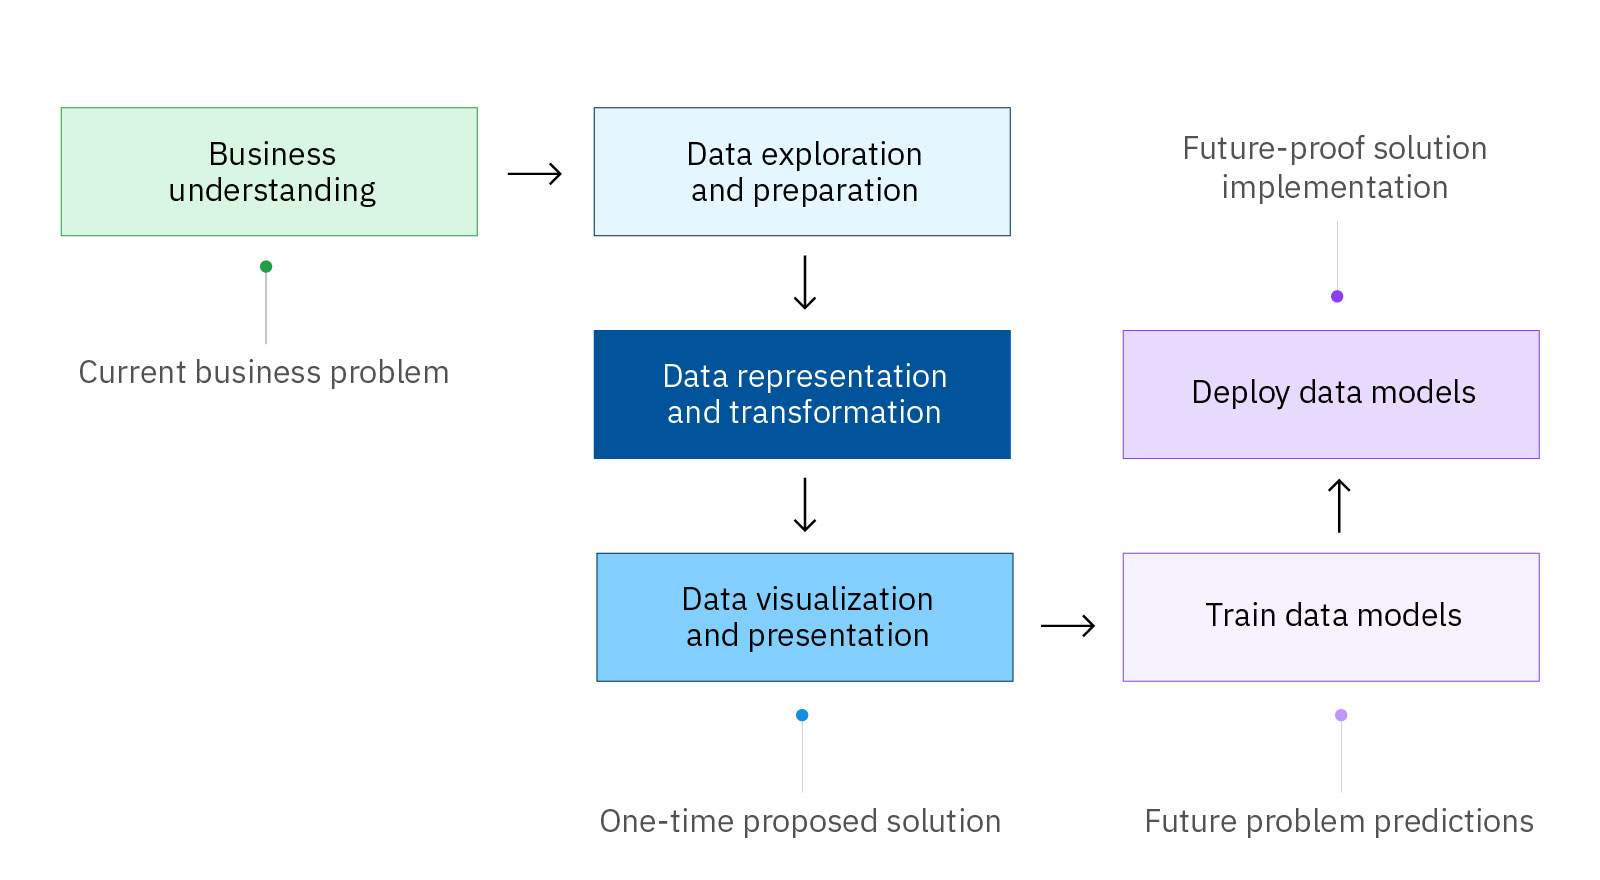 Business
understanding
Data exploration
and preparation
Future-proof solution
implementation
Current business problem
Data representation
and transformation
Deploy data models
Data visualization
and presentation
Train data models
One-time proposed solution
Future problem predictions